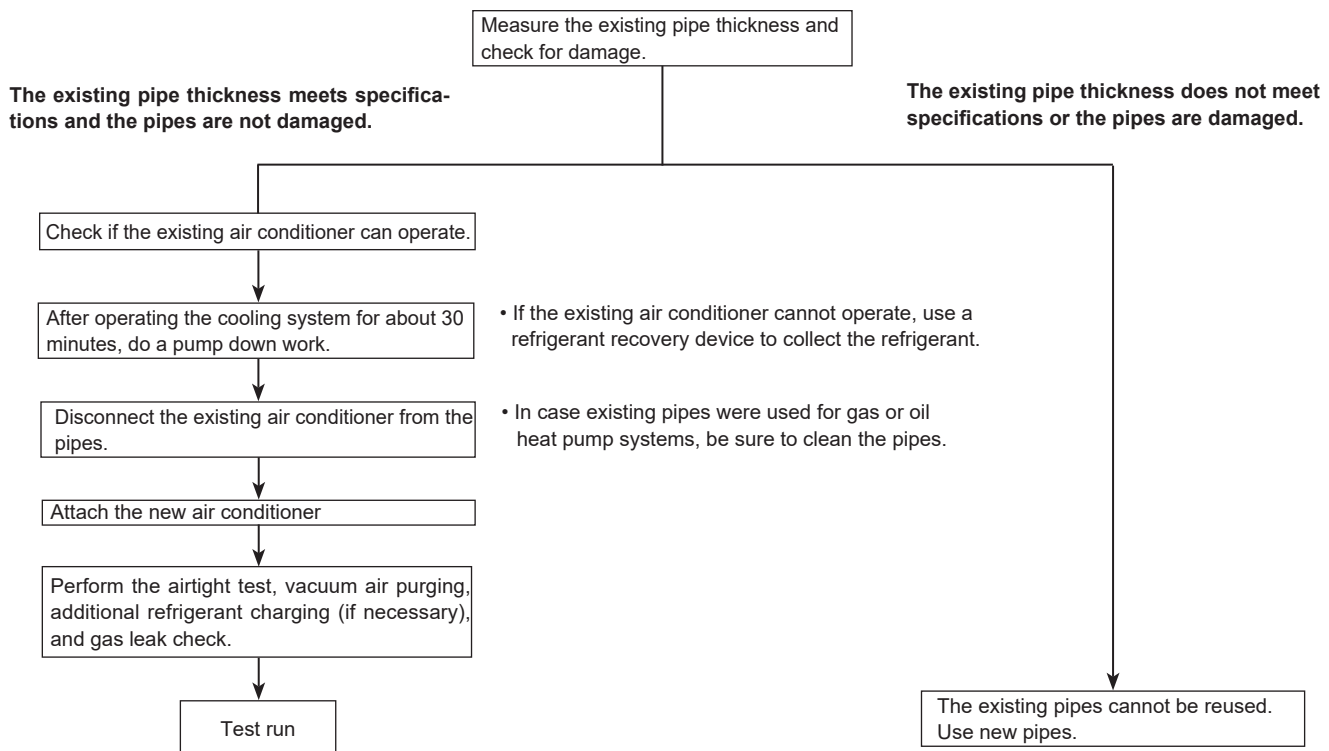 Measure the existing pipe thickness and
check for damage.
The existing pipe thickness meets specifica-
tions and the pipes are not damaged.
The existing pipe thickness does not meet
specifications or the pipes are damaged.
Check if the existing air conditioner can operate.
After operating the cooling system for about 30
minutes, do a pump down work.
• If the existing air conditioner cannot operate, use a
refrigerant recovery device to collect the refrigerant.
Disconnect the existing air conditioner from the
pipes.
• In case existing pipes were used for gas or oil
heat pump systems, be sure to clean the pipes.
Attach the new air conditioner
Perform the airtight test, vacuum air purging,
additional refrigerant charging (if necessary),
and gas leak check.
Test run
The existing pipes cannot be reused.
Use new pipes.